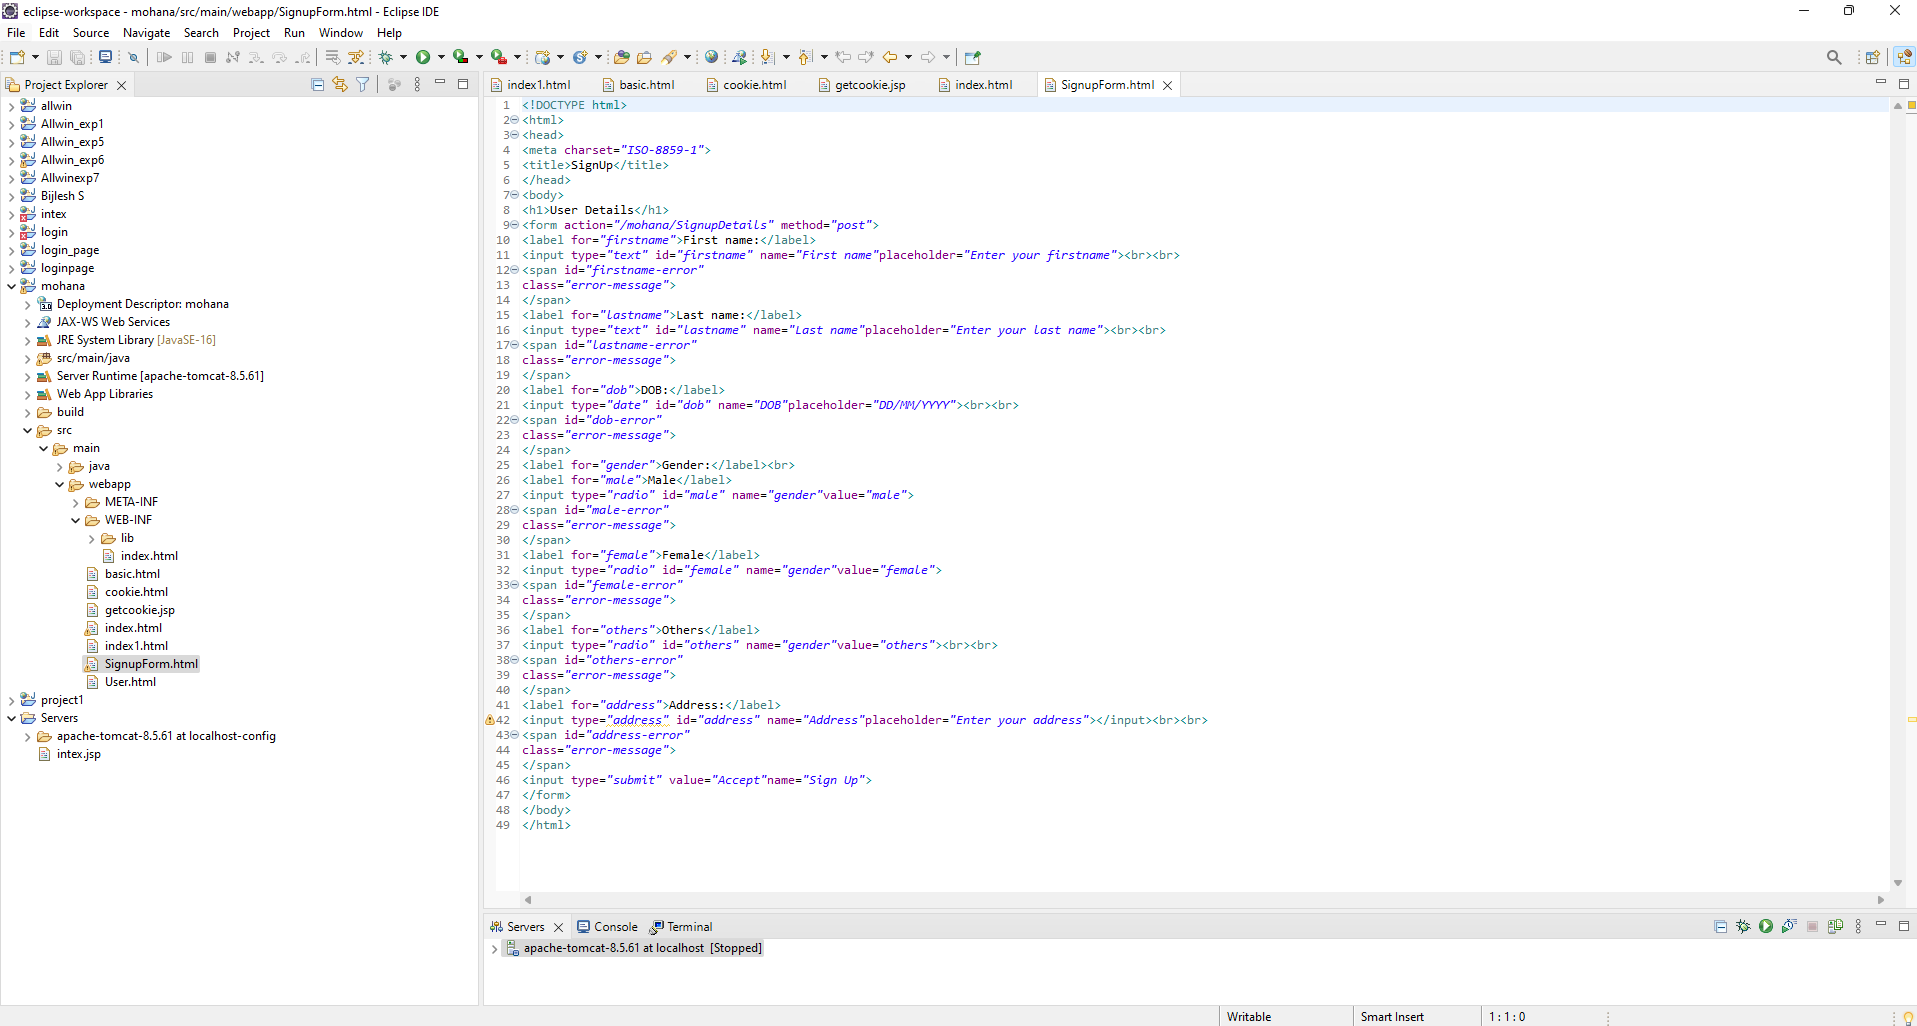 eclipse-workspace - mohana/src/main/webapp/SignupForm.html - Eclipse IDE
File Edit Source Navigate Search Project Run Window Help
Project Explorer
allwin
Allwin_exp1
Allwin_exp5
Allwin_exp6
Allwinexp7
Bijlesh S
intex
login
login_page
loginpage
mohana
Deployment Descriptor: mohana
JAX-WS Web Services
JRE System Library [JavaSE-16]
src/main/java
Server Runtime [apache-tomcat-8.5.61]
Web App Libraries
build
src
main
java
webapp
META-INF
WEB-INF
lib
index.html
basic.html
cookie.html
getcookie.jsp
index.html
index1.html
SignupForm.html
User.html
project1
Servers
apache-tomcat-8.5.61 at localhost-config
intex.jsp
index1.html basic.html cookie.html getcookie.jsp index.html SignupForm.html
1 <!DOCTYPE html>
2 <html>
3 <head>
4 <meta charset="ISO-8859-1">
5 <title>SignUp</title>
6 </head>
7 <body>
8 <h1>User Details</h1>
9 <form action="/mohana/SignupDetails" method="post">
10 <label for="firstname">First name:</label>
11 <input type="text" id="firstname" name="First name"placeholder="Enter your firstname"><br><br>
12 <span id="firstname-error"
13 class="error-message">
14 </span>
15 <label for="lastname">Last name:</label>
16 <input type="text" id="lastname" name="Last name"placeholder="Enter your last name"><br><br>
17 <span id="lastname-error"
18 class="error-message">
19 </span>
20 <label for="dob">DOB:</label>
21 <input type="date" id="dob" name="DOB"placeholder="DD/MM/YYYY"><br><br>
22 <span id="dob-error"
23 class="error-message">
24 </span>
25 <label for="gender">Gender:</label><br>
26 <label for="male">Male</label>
27 <input type="radio" id="male" name="gender"value="male">
28 <span id="male-error"
29 class="error-message">
30 </span>
31 <label for="female">Female</label>
32 <input type="radio" id="female" name="gender"value="female">
33 <span id="female-error"
34 class="error-message">
35 </span>
36 <label for="others">Others</label>
37 <input type="radio" id="others" name="gender"value="others"><br><br>
38 <span id="others-error"
39 class="error-message">
40 </span>
41 <label for="address">Address:</label>
42 <input type="address" id="address" name="Address"placeholder="Enter your address"></input><br><br>
43 <span id="address-error"
44 class="error-message">
45 </span>
46 <input type="submit" value="Accept"name="Sign Up">
47 </form>
48 </body>
49 </html>
Servers Console Terminal
apache-tomcat-8.5.61 at localhost [Stopped]
Writable Smart Insert 1 : 1 : 0